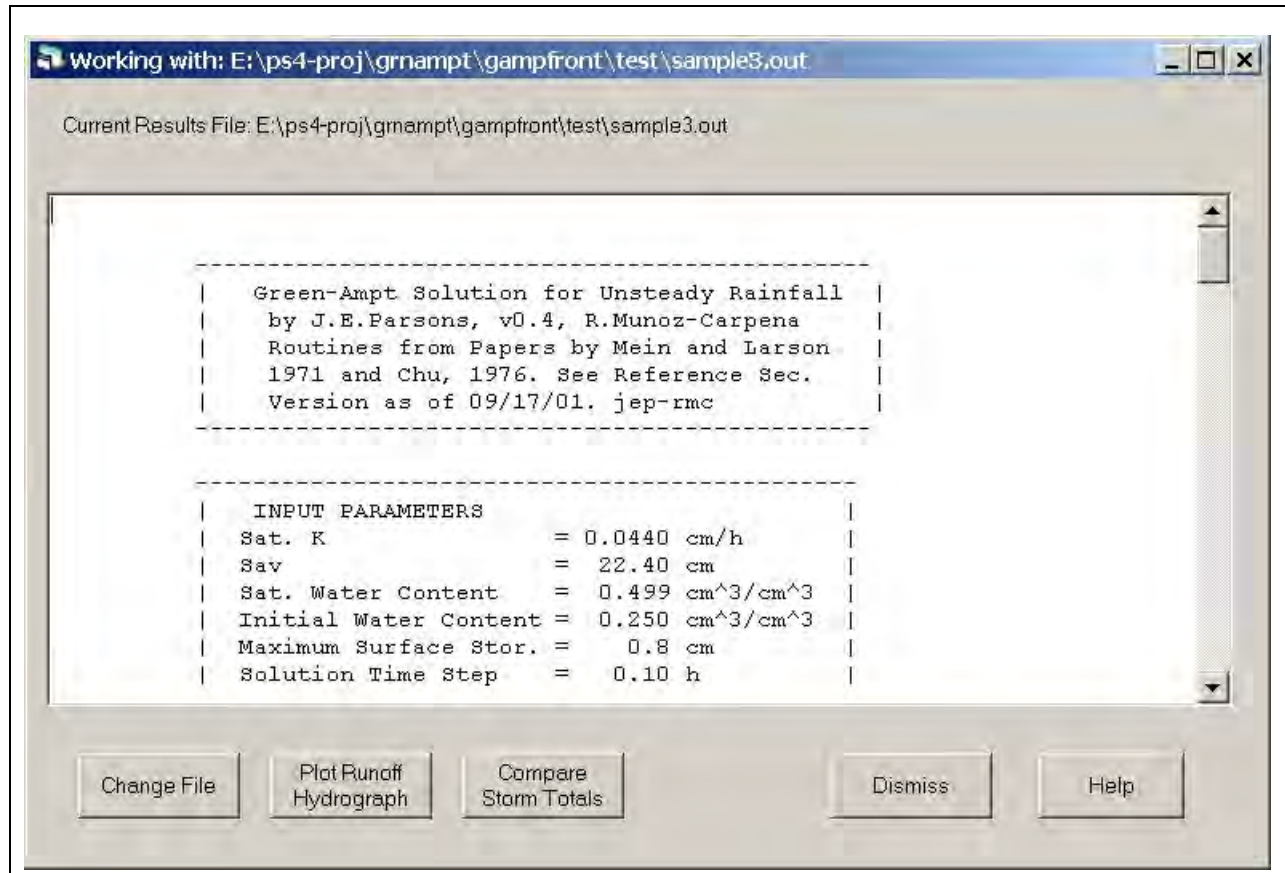 Working with: E:\ps4-proj\grnampt\gampfront\test\sample3.out
Current Results File: E:\ps4-proj\grnampt\gampfront\test\sample3.out
------------------------------------------------
|    Green-Ampt Solution for Unsteady Rainfall  |
|     by J.E.Parsons, v0.4, R.Munoz-Carpena     |
|     Routines from Papers by Mein and Larson   |
|     1971 and Chu, 1976. See Reference Sec.    |
|     Version as of 09/17/01. jep-rmc           |
------------------------------------------------
-----------------------------------------------
|    INPUT PARAMETERS                         |
|   Sat. K                = 0.0440 cm/h       |
|   Sav                   =  22.40 cm         |
|   Sat. Water Content    =  0.499 cm^3/cm^3  |
|   Initial Water Content =  0.250 cm^3/cm^3  |
|   Maximum Surface Stor. =    0.8 cm         |
|   Solution Time Step    =   0.10 h          |
Change File
Plot Runoff
Hydrograph
Compare
Storm Totals
Dismiss
Help